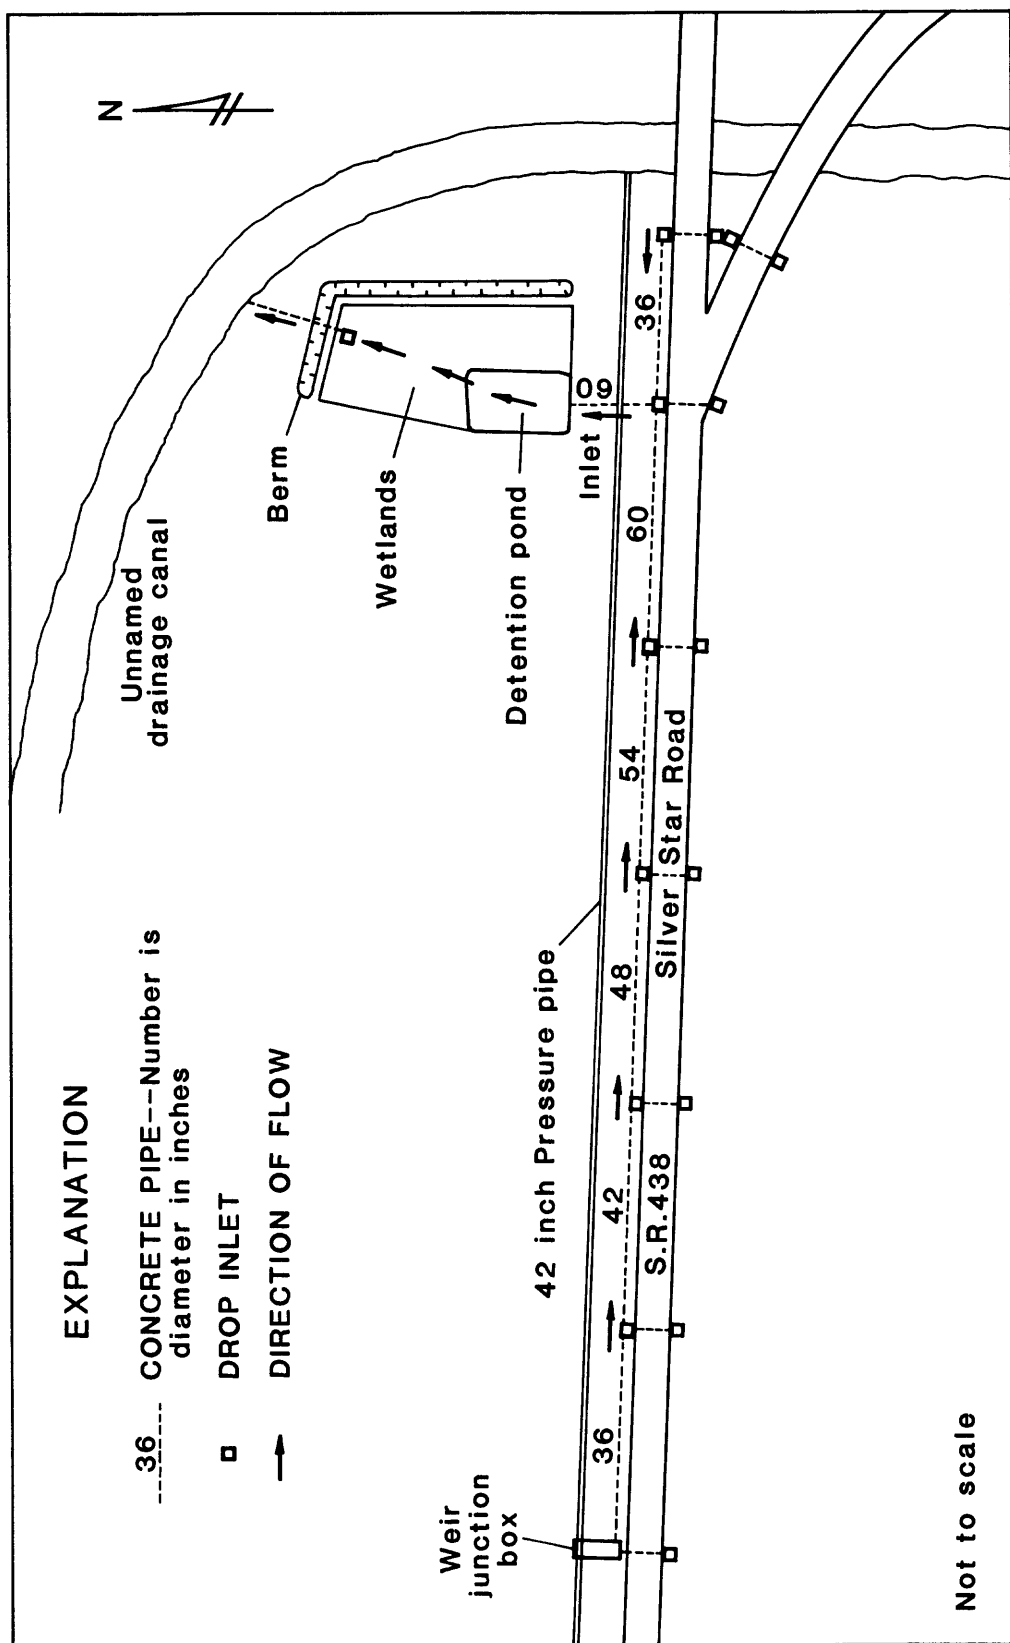 EXPLANATION
36 CONCRETE PIPE--Number is
diameter in inches
DROP INLET
DIRECTION OF FLOW
N
Unnamed
drainage canal
Berm
Wetlands
Detention pond
Inlet
60
42 inch Pressure pipe
Weir
junction
box
36
42
48
54
60
36
S.R.438
Silver Star Road
Not to scale